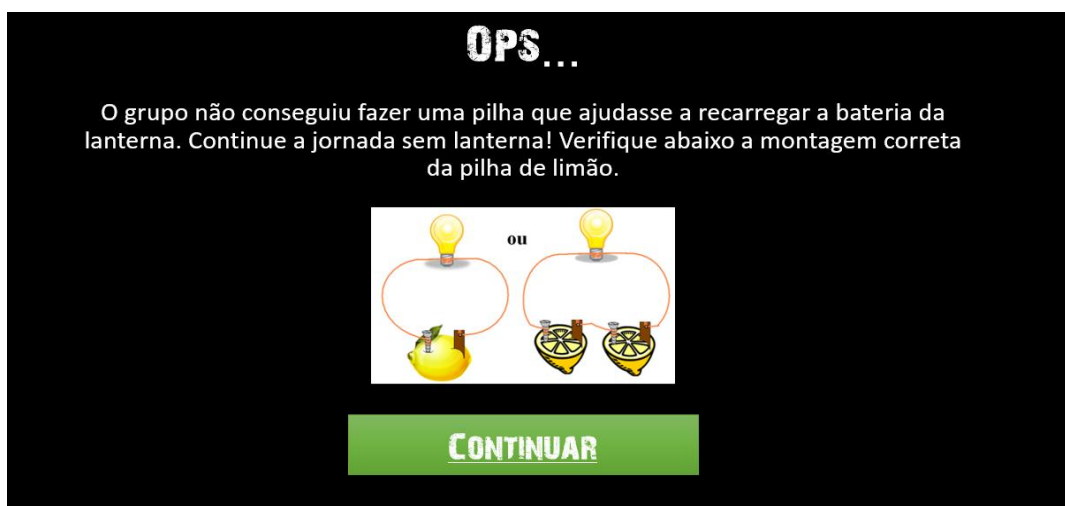 Ops...
O grupo não conseguiu fazer uma pilha que ajudasse a recarregar a bateria da
lanterna. Continue a jornada sem lanterna! Verifique abaixo a montagem correta
da pilha de limão.
ou
Continuar